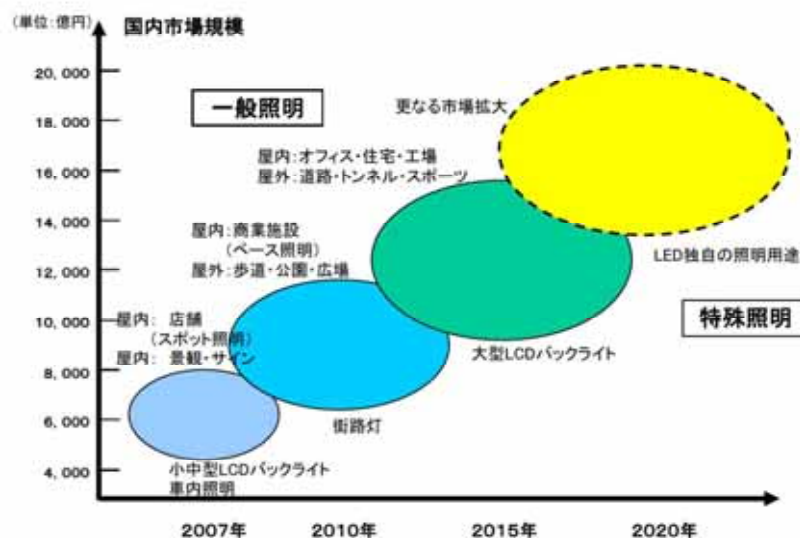 (単位:億円)
国内市場規模
20,000
18,000
16,000
14,000
12,000
10,000
8,000
6,000
4,000
一般照明
更なる市場拡大
屋内:オフィス・住宅・工場
屋外:道路・トンネル・スポーツ
屋内:商業施設
(ベース照明)
屋外:歩道・公園・広場
屋内: 店舗
(スポット照明)
屋内: 景観・サイン
LED独自の照明用途
特殊照明
大型LCDバックライト
街路灯
小中型LCDバックライト
車内照明
2007年
2010年
2015年
2020年